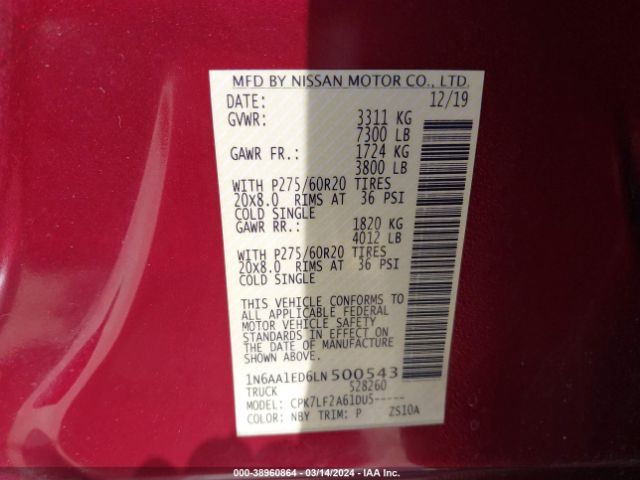 MFD BY NISSAN MOTOR CO., LTD.
DATE: 12/19
GVWR: 3311 KG
7300 LB
GAWR FR.: 1724 KG
3800 LB
WITH P275/60R20 TIRES
20x8.0 RIMS AT 36 PSI
COLD SINGLE
GAWR RR.: 1820 KG
4012 LB
WITH P275/60R20 TIRES
20x8.0 RIMS AT 36 PSI
COLD SINGLE
THIS VEHICLE CONFORMS TO
ALL APPLICABLE FEDERAL
MOTOR VEHICLE SAFETY
STANDARDS IN EFFECT ON
THE DATE OF MANUFACTURE
SHOWN ABOVE.
1N6AA1ED6LN500543
TRUCK 528260
MODEL: CPK7LF2A61DU5-----
COLOR: NBY TRIM: P ZS10A
000-38960864 - 03/14/2024 - IAA Inc.